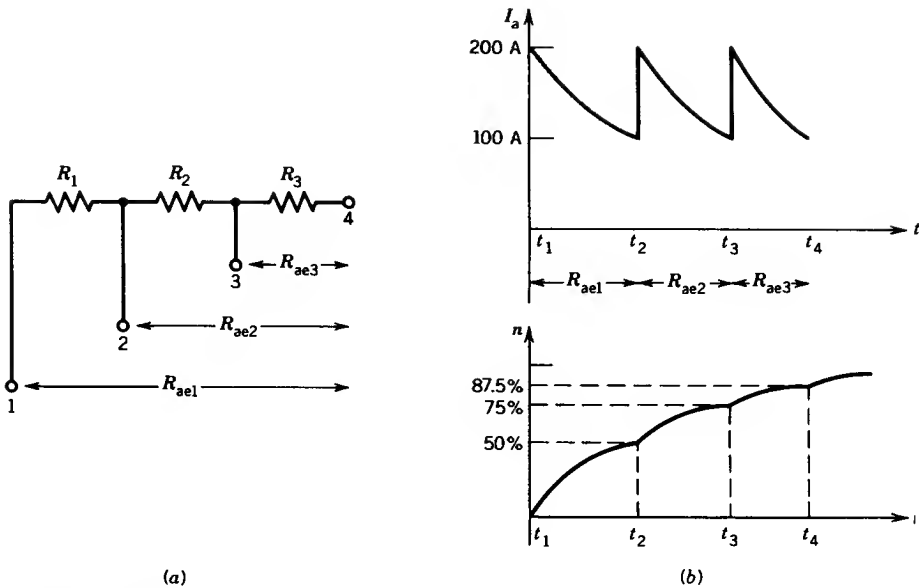 R1
R2
R3
4
3
Rae3
2
Rae2
1
Rae1
(a)
Ia
200 A
100 A
t
t1
t2
t3
t4
Rae1
Rae2
Rae3
n
87.5%
75%
50%
t1
t2
t3
t4
(b)